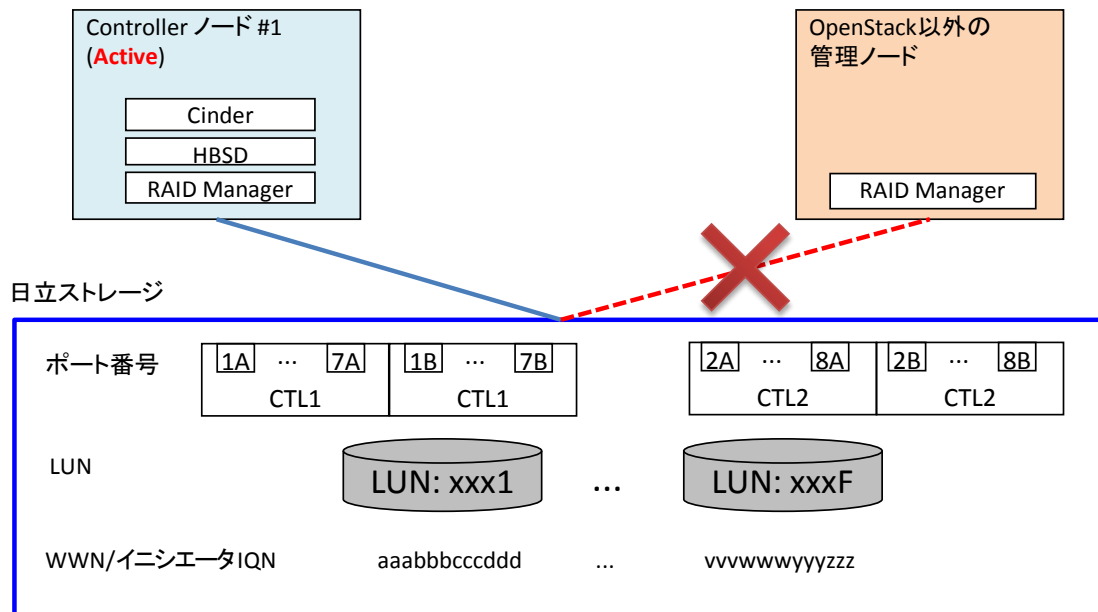 Controller ノード #1
(Active)
Cinder
HBSD
RAID Manager
OpenStack以外の
管理ノード
RAID Manager
日立ストレージ
ポート番号
1A … 7A 1B … 7B 2A … 8A 2B … 8B
CTL1 CTL1 CTL2 CTL2
LUN
LUN: xxx1 … LUN: xxxF
WWN/イニシエータIQN aaabbbcccddd … vvvwwwyyyzzz